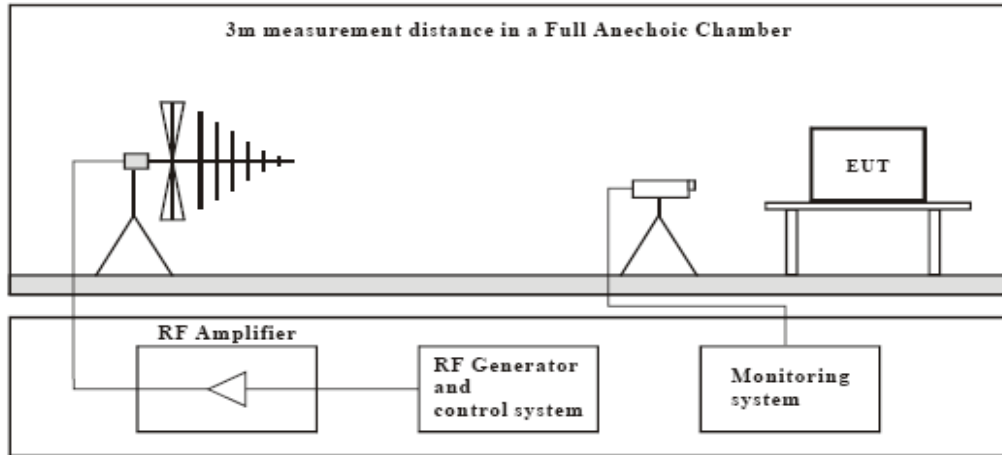 3m measurement distance in a Full Anechoic Chamber
EUT
RF Amplifier
RF Generator
and
control system
Monitoring
system